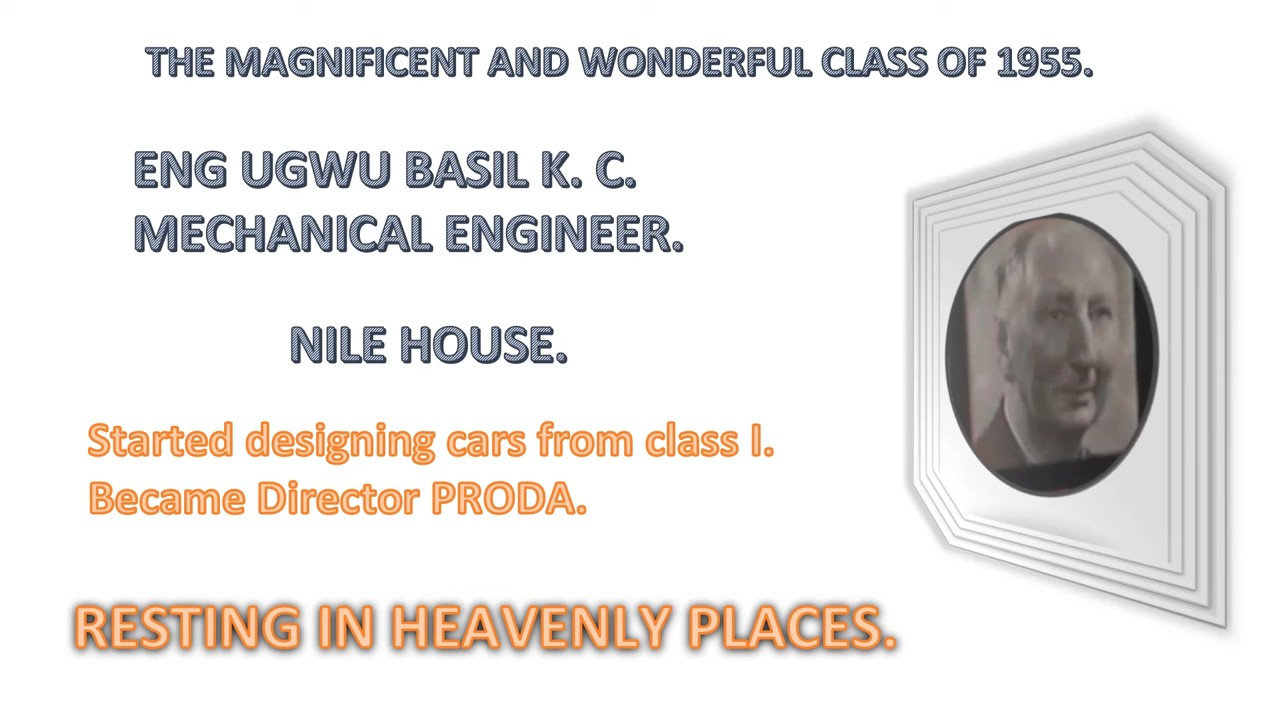 THE MAGNIFICENT AND WONDERFUL CLASS OF 1955.
ENG UGWU BASIL K. C.
MECHANICAL ENGINEER.
NILE HOUSE.
Started designing cars from class I.
Became Director PRODA.
RESTING IN HEAVENLY PLACES.